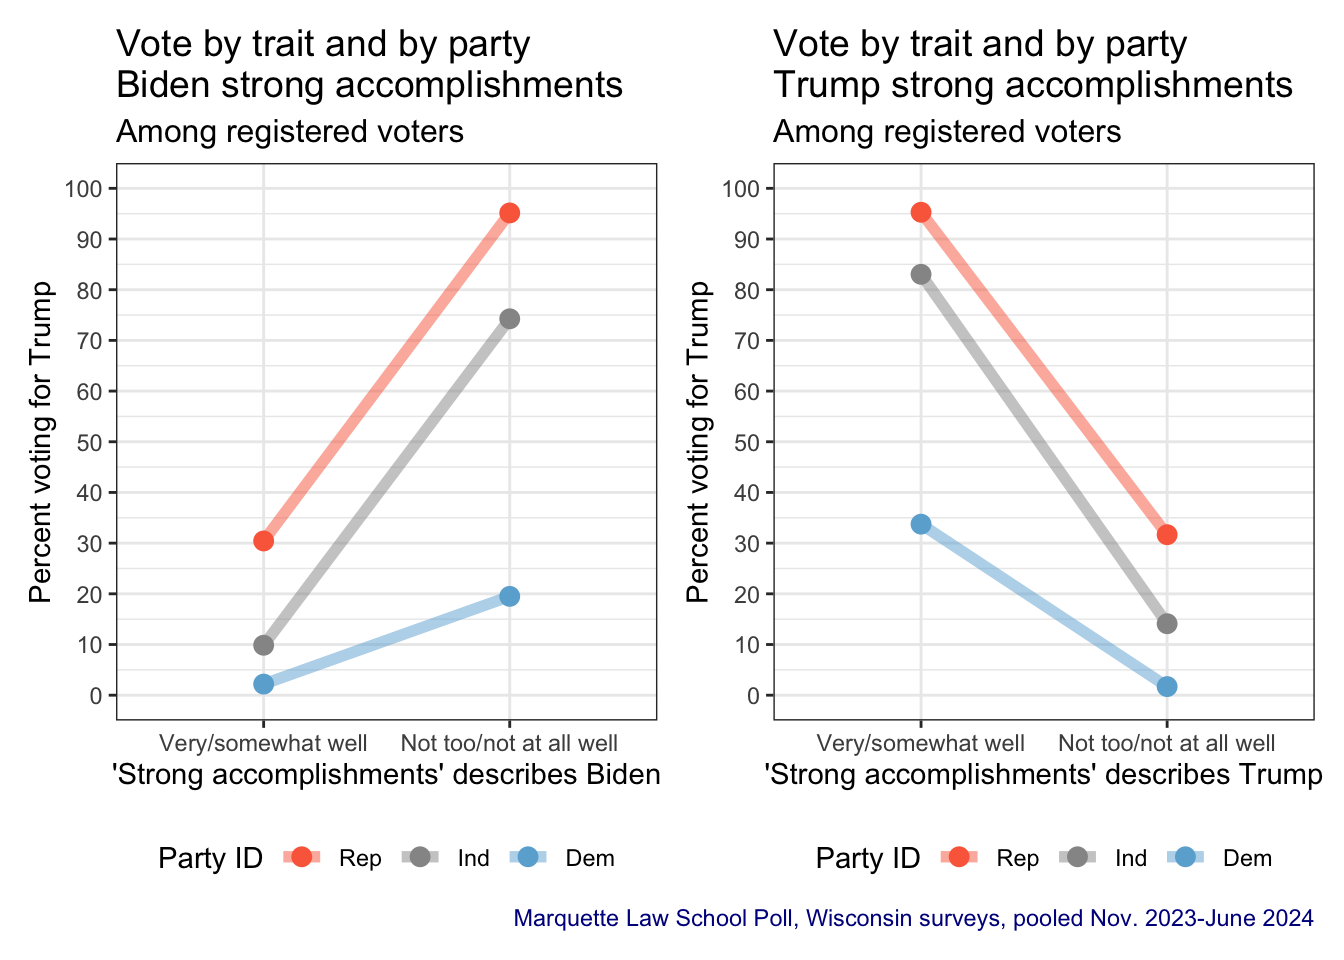 Vote by trait and by party
Biden strong accomplishments
Among registered voters
Percent voting for Trump
100
90
80
70
60
50
40
30
20
10
0
Very/somewhat well
Not too/not at all well
'Strong accomplishments' describes Biden
Party ID Rep Ind Dem
Vote by trait and by party
Trump strong accomplishments
Among registered voters
Percent voting for Trump
100
90
80
70
60
50
40
30
20
10
0
Very/somewhat well
Not too/not at all well
'Strong accomplishments' describes Trump
Party ID Rep Ind Dem
Marquette Law School Poll, Wisconsin surveys, pooled Nov. 2023-June 2024